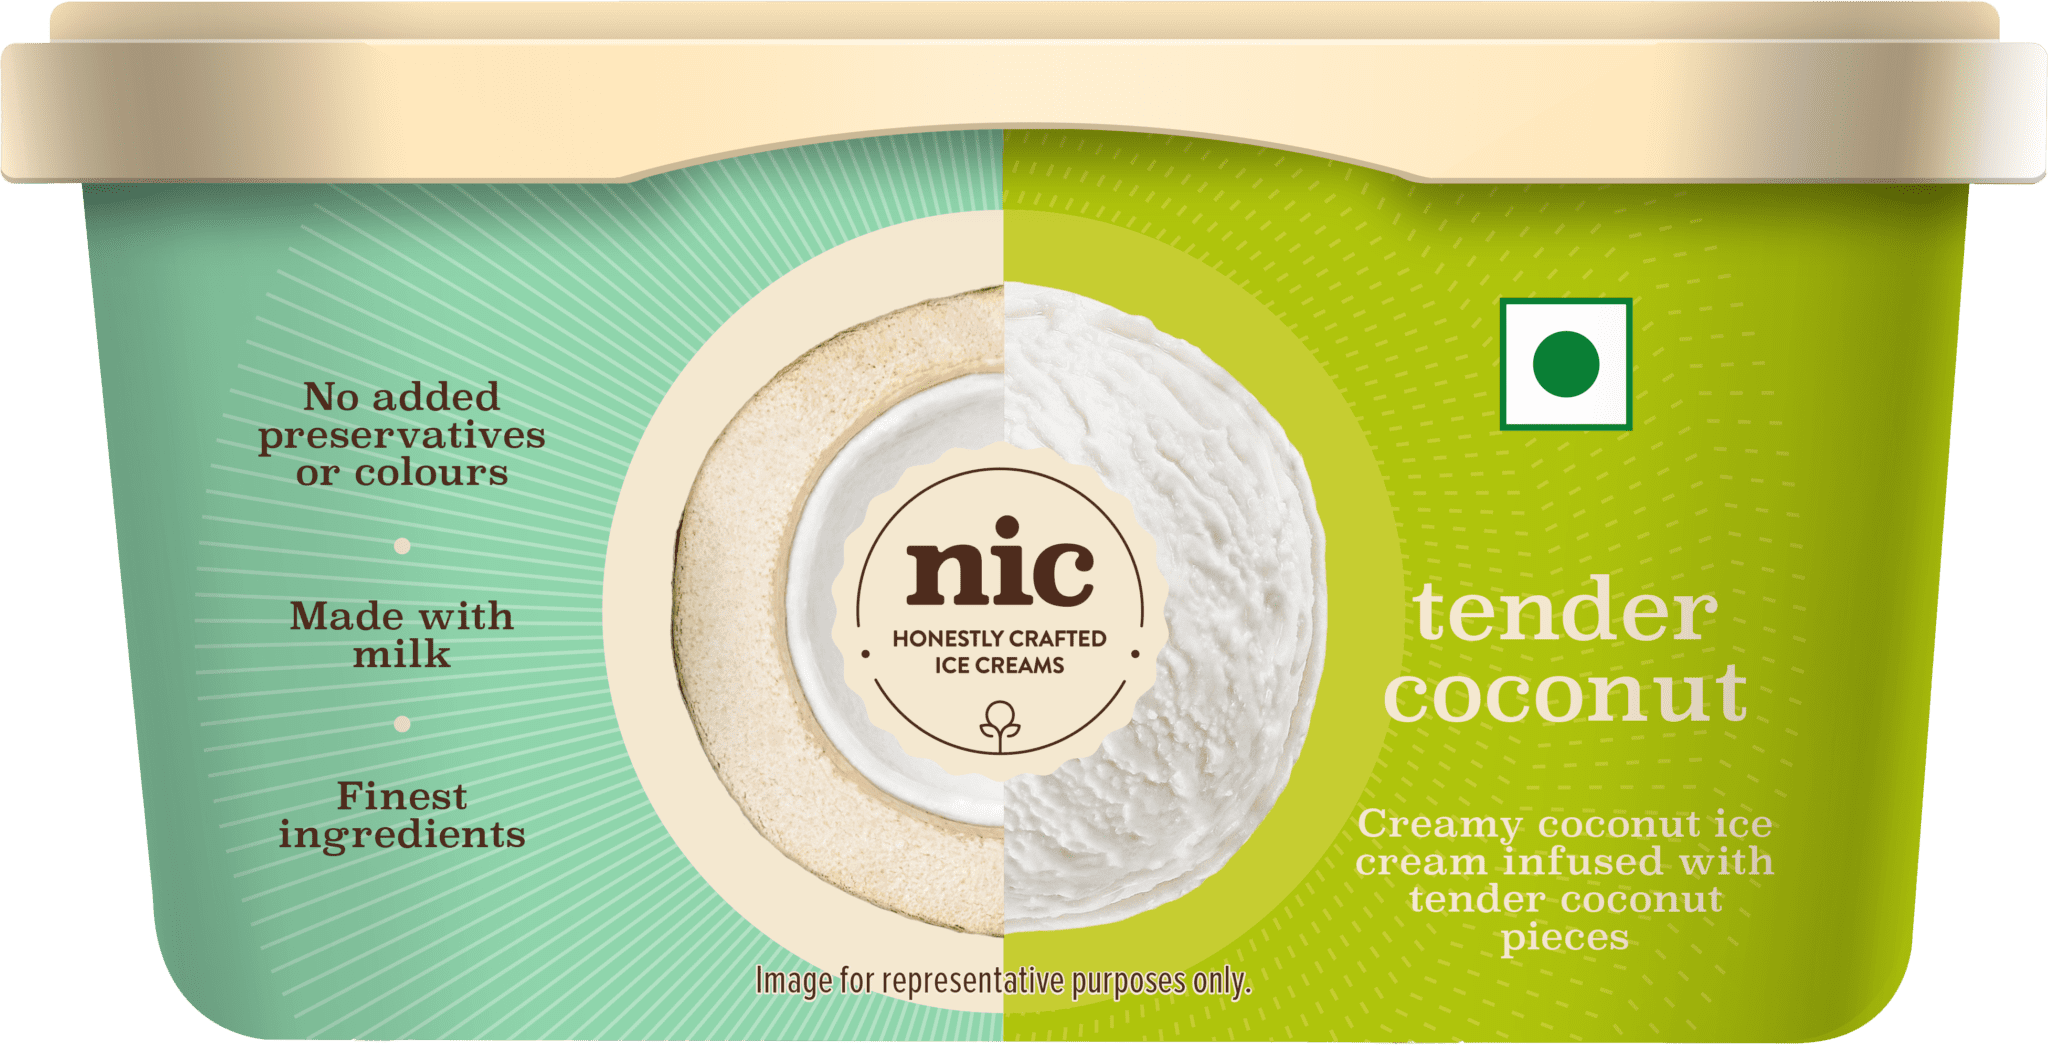 No added
preservatives
or colours
Made with
milk
Finest
ingredients
nic
HONESTLY CRAFTED
ICE CREAMS
tender
coconut
Creamy coconut ice
cream infused with
tender coconut
pieces
Image for representative purposes only.